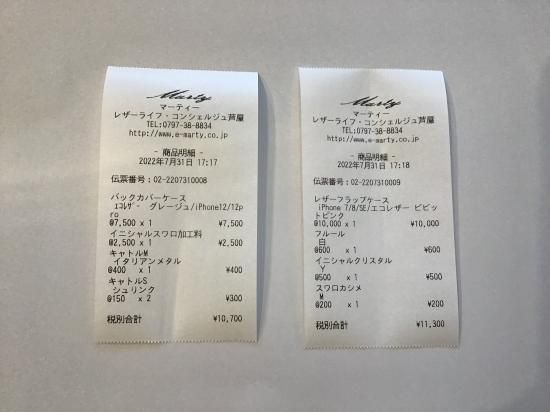 Marty
マーティー
レザーライフ・コンシェルジュ芦屋
TEL:0797-38-8834
http://www.e-marty.co.jp
- 商品明細 -
2022年7月31日 17:17
伝票番号：02-2207310008
バックカバーケース
ｴｺﾚｻﾞｰ グレージュ/iPhone12/12p
ro
@7,500 x 1 ¥7,500
イニシャルスワロ加工料
@2,500 x 1 ¥2,500
キャトルM
イタリアンメタル
@400 x 1 ¥400
キャトルS
シュリンク
@150 x 2 ¥300
税別合計 ¥10,700
Marty
マーティー
レザーライフ・コンシェルジュ芦屋
TEL:0797-38-8834
http://www.e-marty.co.jp
- 商品明細 -
2022年7月31日 17:18
伝票番号：02-2207310009
レザーフラップケース
iPhone 7/8/SE/エコレザー ビビッ
トピンク
@10,000 x 1 ¥10,000
フルール
白
@600 x 1 ¥600
イニシャルクリスタル
Y
@500 x 1 ¥500
スワロカシメ
M
@200 x 1 ¥200
税別合計 ¥11,300